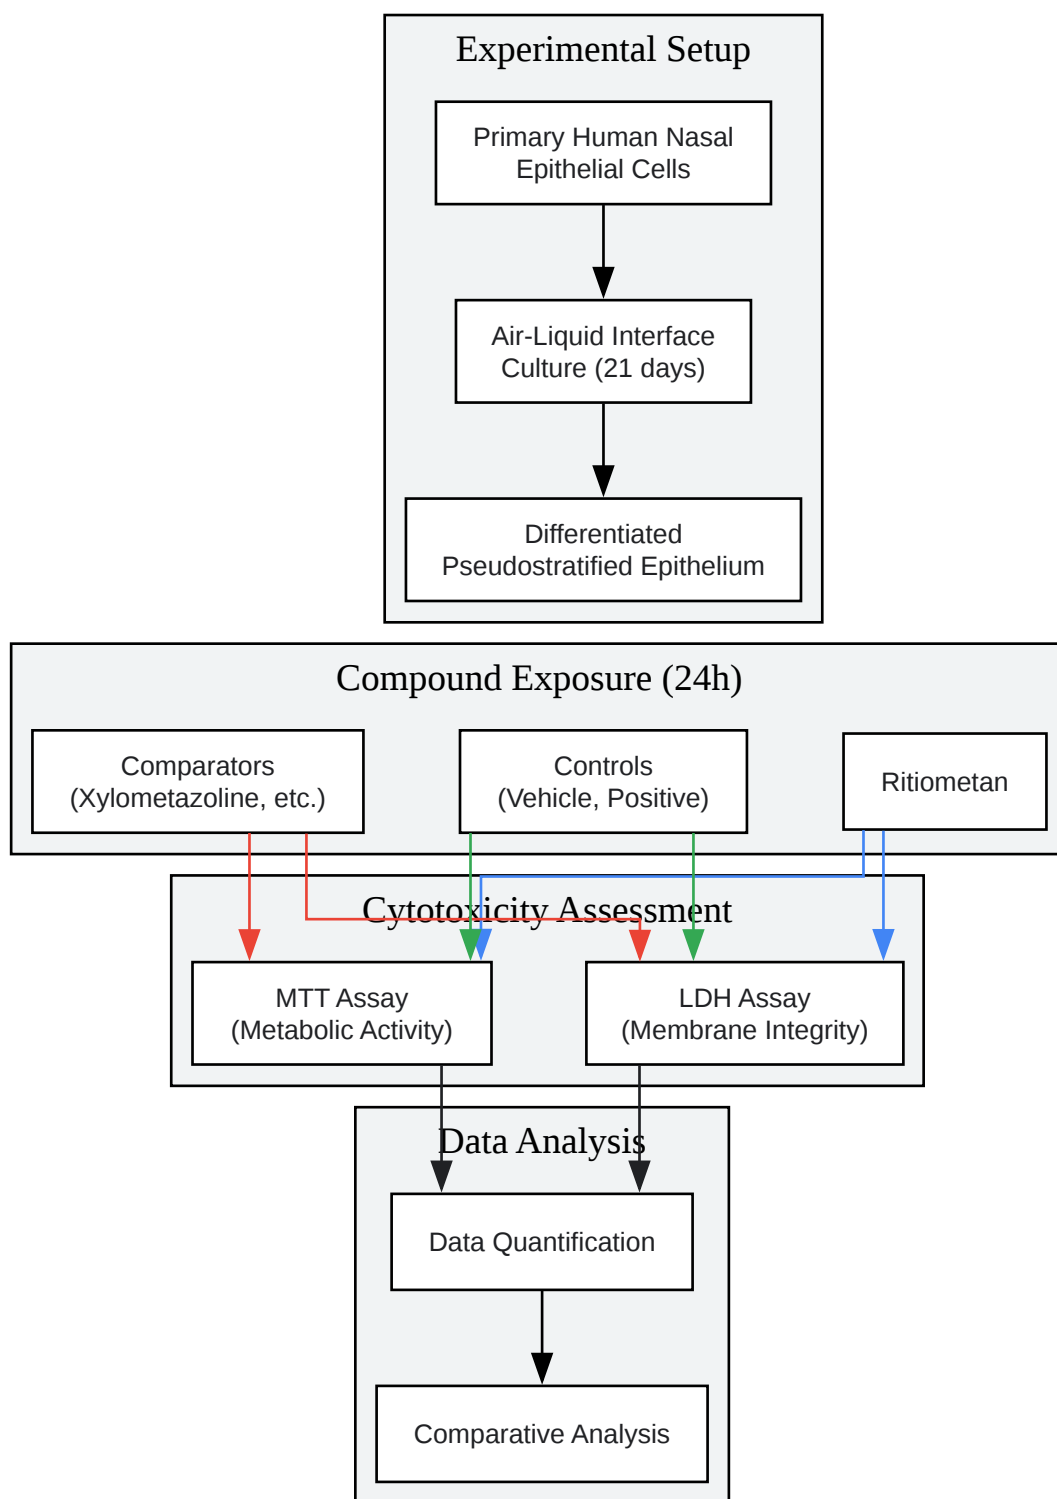 Experimental Setup
Primary Human Nasal
Epithelial Cells
Air-Liquid Interface
Culture (21 days)
Differentiated
Pseudostratified Epithelium
Compound Exposure (24h)
Comparators
(Xylometazoline, etc.)
Controls
(Vehicle, Positive)
Ritiometan
Cytotoxicity Assessment
MTT Assay
(Metabolic Activity)
LDH Assay
(Membrane Integrity)
Data Analysis
Data Quantification
Comparative Analysis